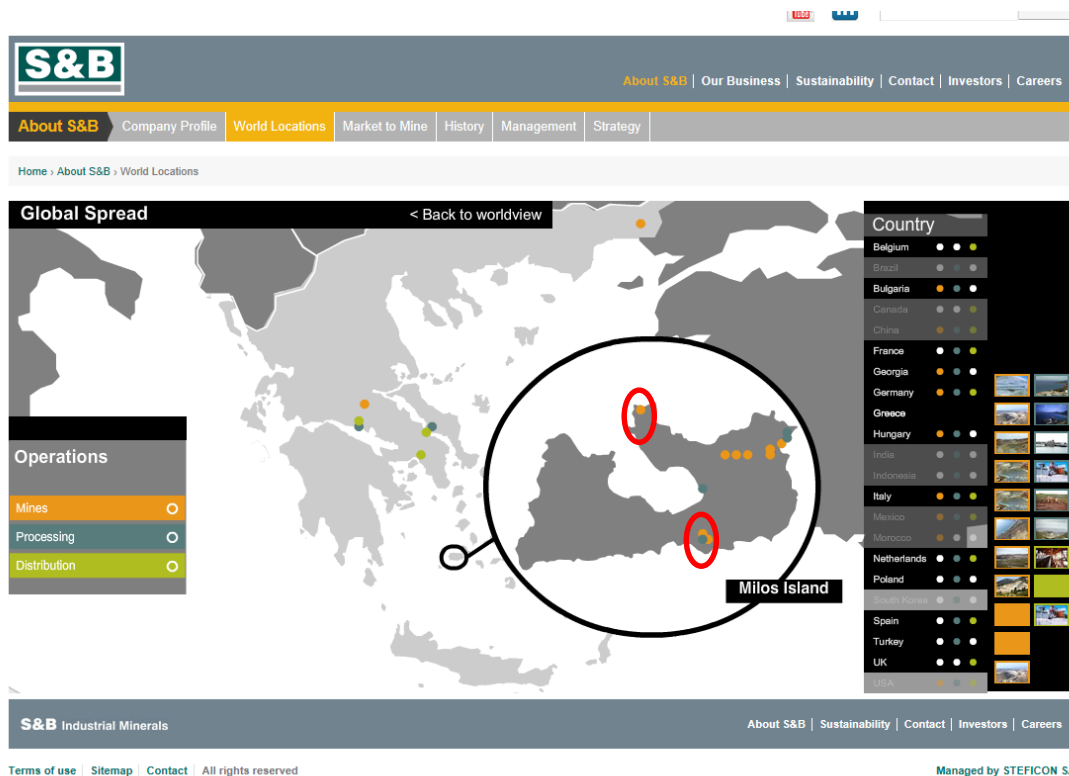 You Tube in
S&B
About S&B | Our Business | Sustainability | Contact | Investors | Careers
About S&B Company Profile World Locations Market to Mine History Management Strategy
Home › About S&B › World Locations
Global Spread < Back to worldview
Country
Belgium
Brazil
Bulgaria
Canada
China
France
Georgia
Germany
Greece
Hungary
India
Indonesia
Italy
Mexico
Morocco
Netherlands
Poland
South Korea
Spain
Turkey
UK
USA
Operations
Mines
Processing
Distribution
Milos Island
S&B Industrial Minerals
About S&B | Sustainability | Contact | Investors | Careers
Terms of use | Sitemap | Contact | All rights reserved
Managed by STEFICON S